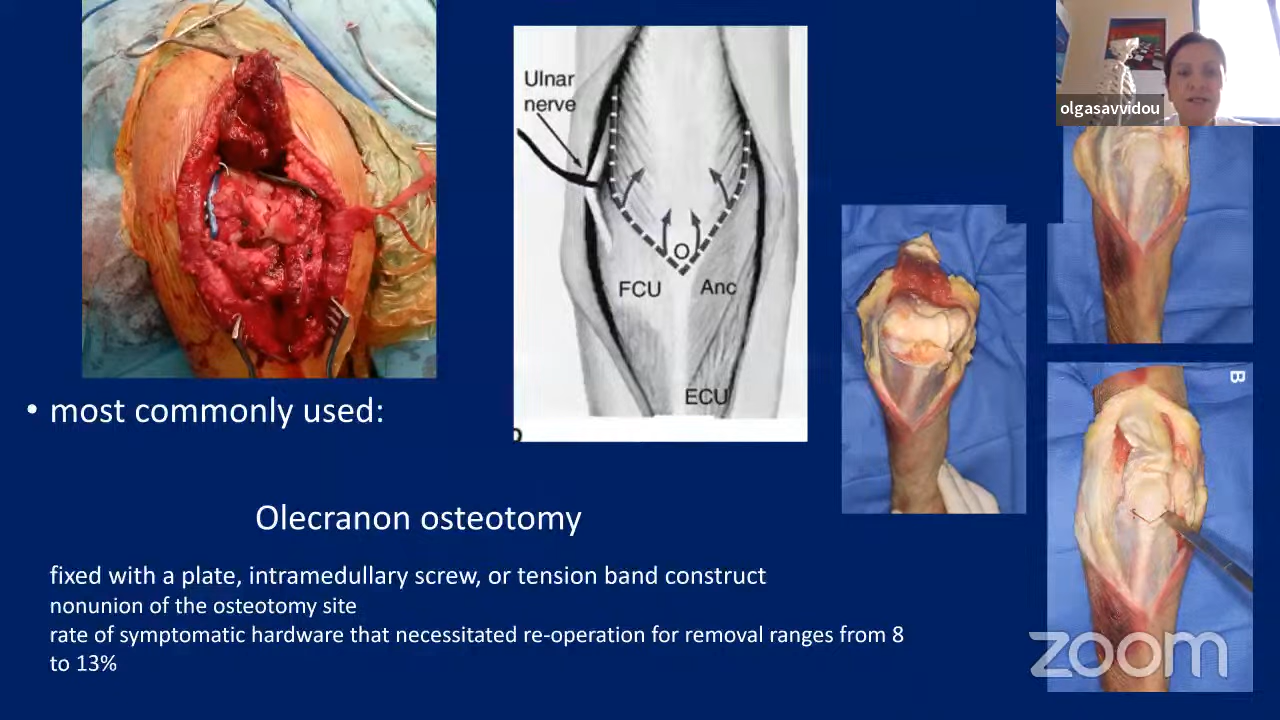 olgasavvidou
Ulnar
nerve
O
FCU Anc
ECU
B
• most commonly used:
Olecranon osteotomy
fixed with a plate, intramedullary screw, or tension band construct
nonunion of the osteotomy site
rate of symptomatic hardware that necessitated re-operation for removal ranges from 8
to 13%
zoom